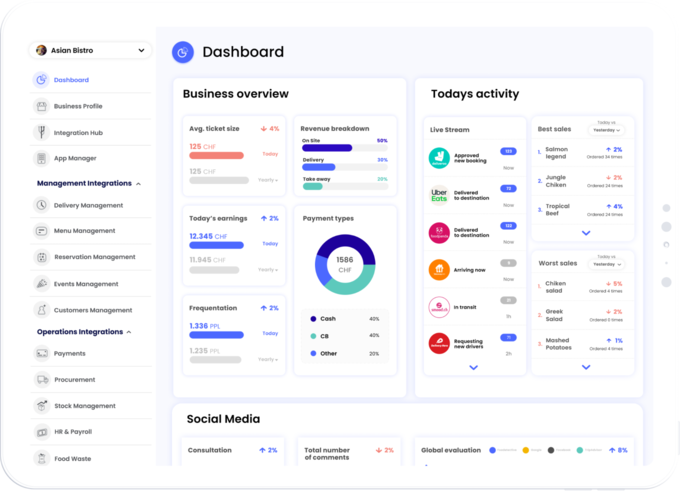 Asian Bistro
Dashboard
Business Profile
Integration Hub
App Manager
Management Integrations
Delivery Management
Menu Management
Reservation Management
Events Management
Customers Management
Operations Integrations
Payments
Procurement
Stock Management
HR & Payroll
Food Waste
Dashboard
Business overview
Avg. ticket size
4%
125 CHF
Today
125 CHF
Yearly
Revenue breakdown
On Site
50%
Delivery
30%
Take away
20%
Today's earnings
2%
12.345 CHF
Today
11.945 CHF
Yearly
Payment types
1586
CHF
Cash 40%
CB 40%
Other 20%
Frequentation
2%
1.336 PPL
Today
1.235 PPL
Yearly
Todays activity
Live Stream
Approved
new booking
Now
Uber
Eats
Delivered
to destination
Now
Delivered
to destination
Now
Arriving now
Now
In transit
1h
Requesting
new drivers
2h
Best sales
Today vs
Yesterday
1. Salmon
legend
2%
Ordered 34 times
2. Jungle
Chiken
2%
Ordered 24 times
3. Tropical
Beef
4%
Ordered 24 times
Worst sales
Today vs
Yesterday
1. Chiken
salad
5%
Ordered 4 times
2. Greek
Salad
2%
Ordered 0 times
3. Mashed
Potatoes
1%
Ordered 4 times
Social Media
Consultation
2%
Total number
of comments
2%
Global evaluation
8%